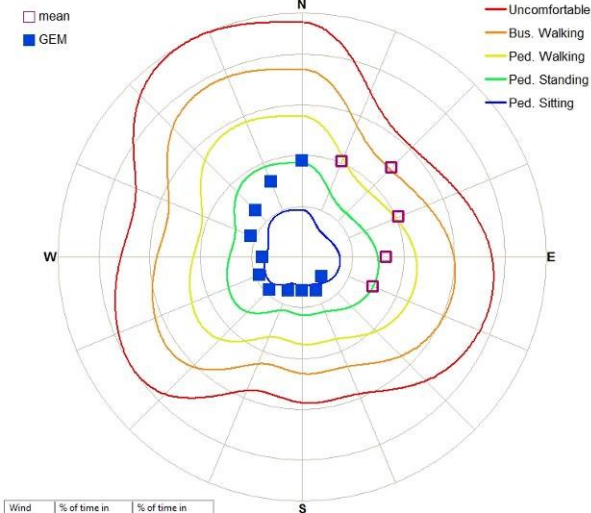 N
mean
GEM
Uncomfortable
Bus. Walking
Ped. Walking
Ped. Standing
Ped. Sitting
W
E
S
Wind
% of time in
% of time in